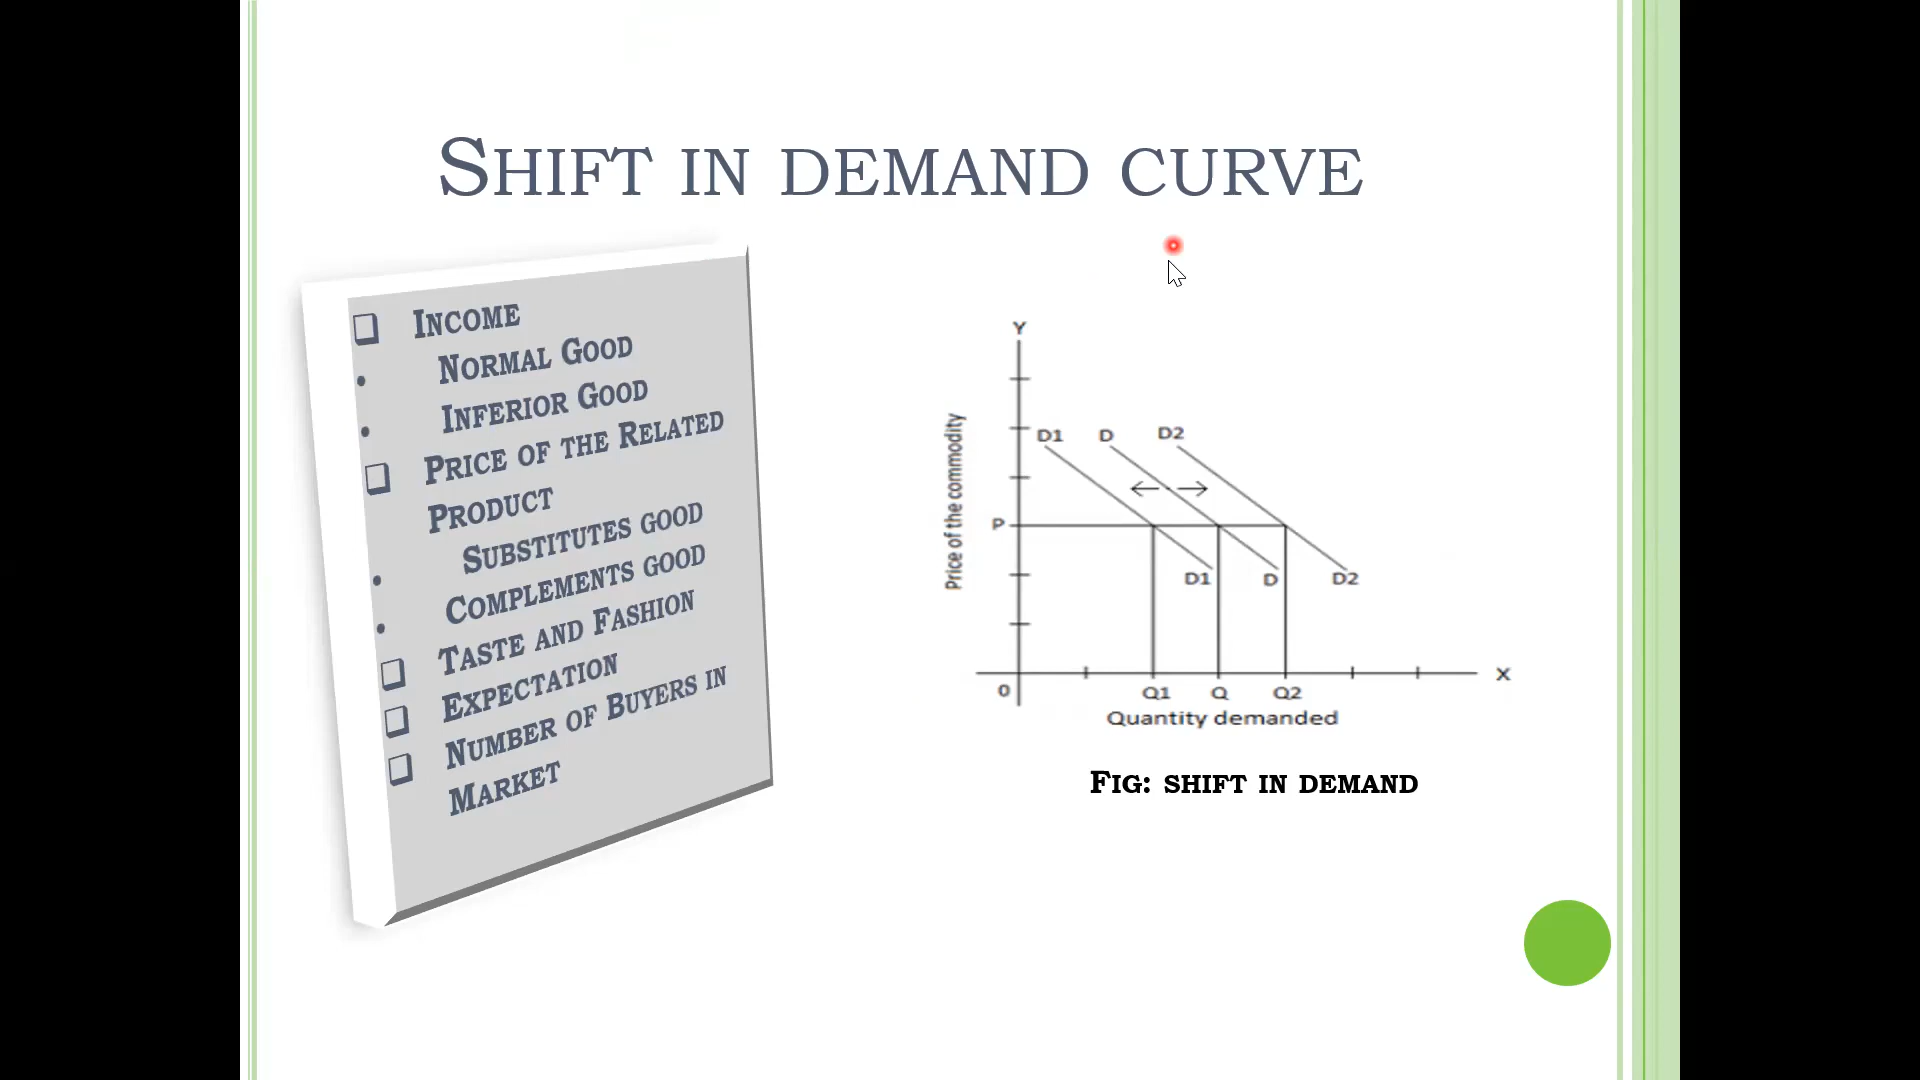 SHIFT IN DEMAND CURVE
INCOME
NORMAL GOOD
INFERIOR GOOD
PRICE OF THE RELATED
PRODUCT
SUBSTITUTES GOOD
COMPLEMENTS GOOD
TASTE AND FASHION
EXPECTATION
NUMBER OF BUYERS IN
MARKET
Y
Price of the commodity
D1 D D2
P
D1 D D2
0
X
Q1 Q Q2
Quantity demanded
FIG: SHIFT IN DEMAND